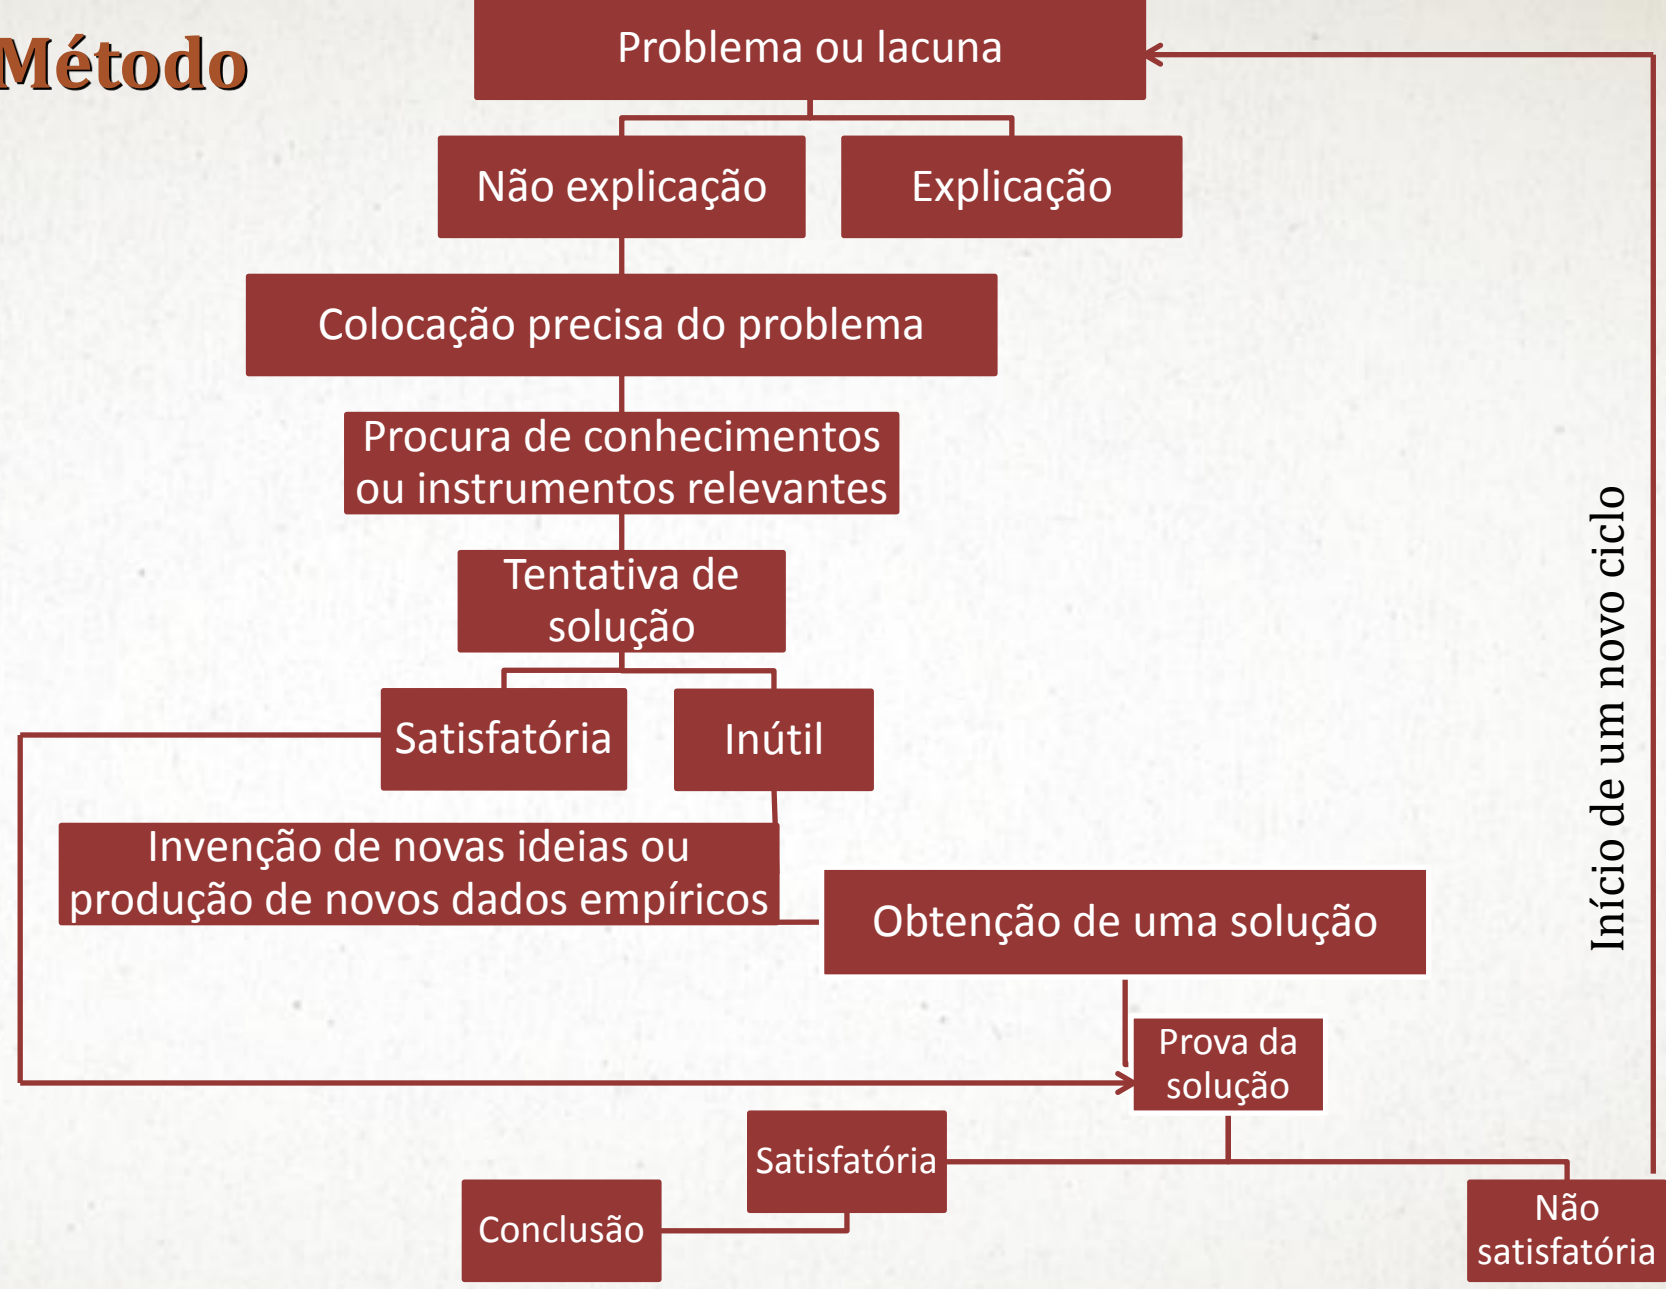 Método
Problema ou lacuna
Não explicação
Explicação
Colocação precisa do problema
Procura de conhecimentos
ou instrumentos relevantes
Tentativa de
solução
Satisfatória
Inútil
Invenção de novas ideias ou
produção de novos dados empíricos
Obtenção de uma solução
Prova da
solução
Satisfatória
Conclusão
Não
satisfatória
Início de um novo ciclo